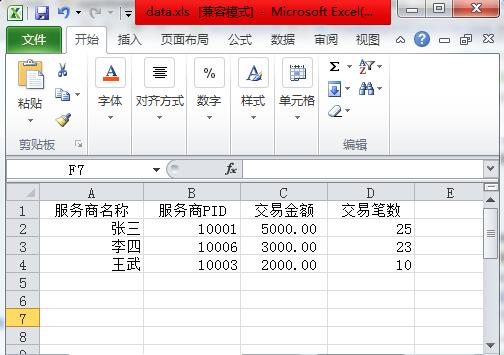 data.xls [兼容模式] - Microsoft Excel(...
文件 开始 插入 页面布局 公式 数据 审阅 视图
粘贴 字体 对齐方式 数字 样式 单元格
剪贴板 编辑
F7 fx
A B C D E
1 服务商名称 服务商PID 交易金额 交易笔数
2 张三 10001 5000.00 25
3 李四 10006 3000.00 23
4 王武 10003 2000.00 10
5
6
7
8
9